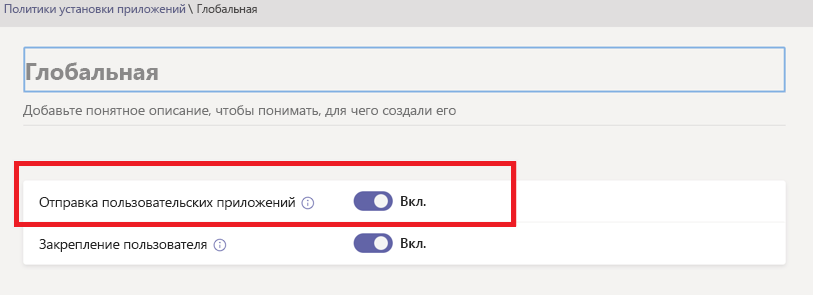 Политики установки приложений \ Глобальная
Глобальная
Добавьте понятное описание, чтобы понимать, для чего создали его
Отправка пользовательских приложений Вкл.
Закрепление пользователя Вкл.